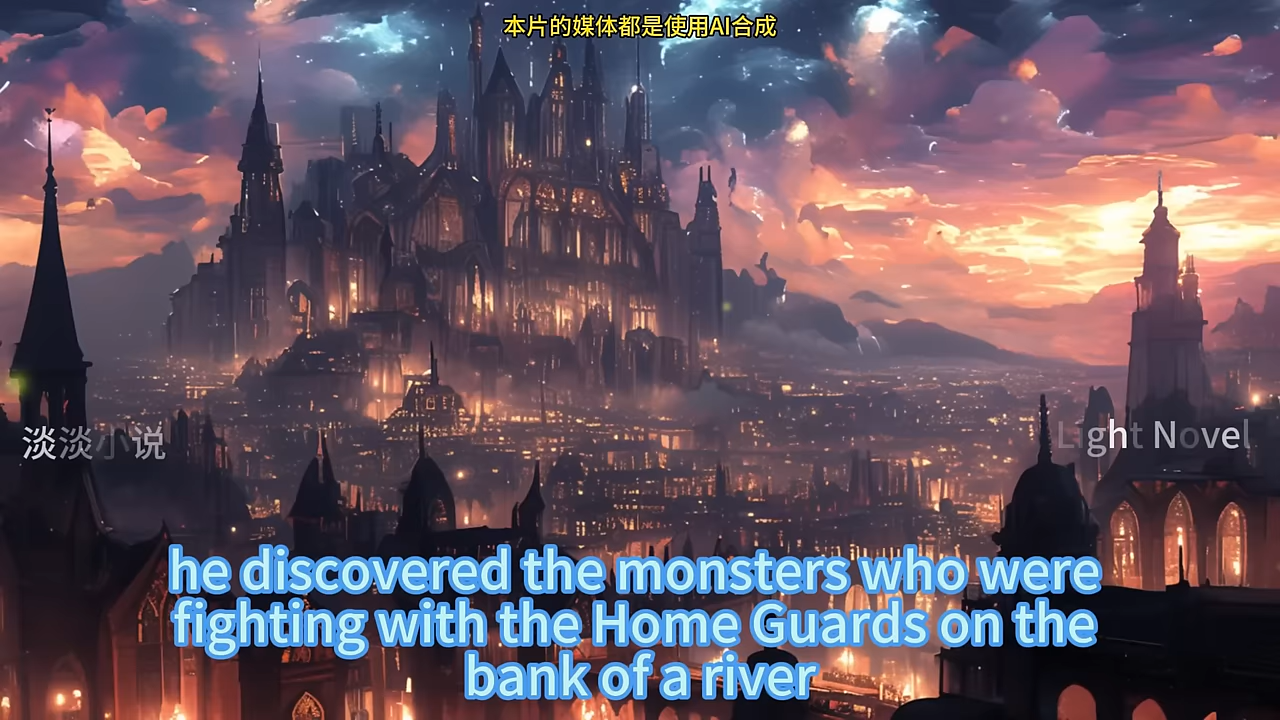 本片的媒体都是使用AI合成
淡淡小说
Light Novel
he discovered the monsters who were
fighting with the Home Guards on the
bank of a river